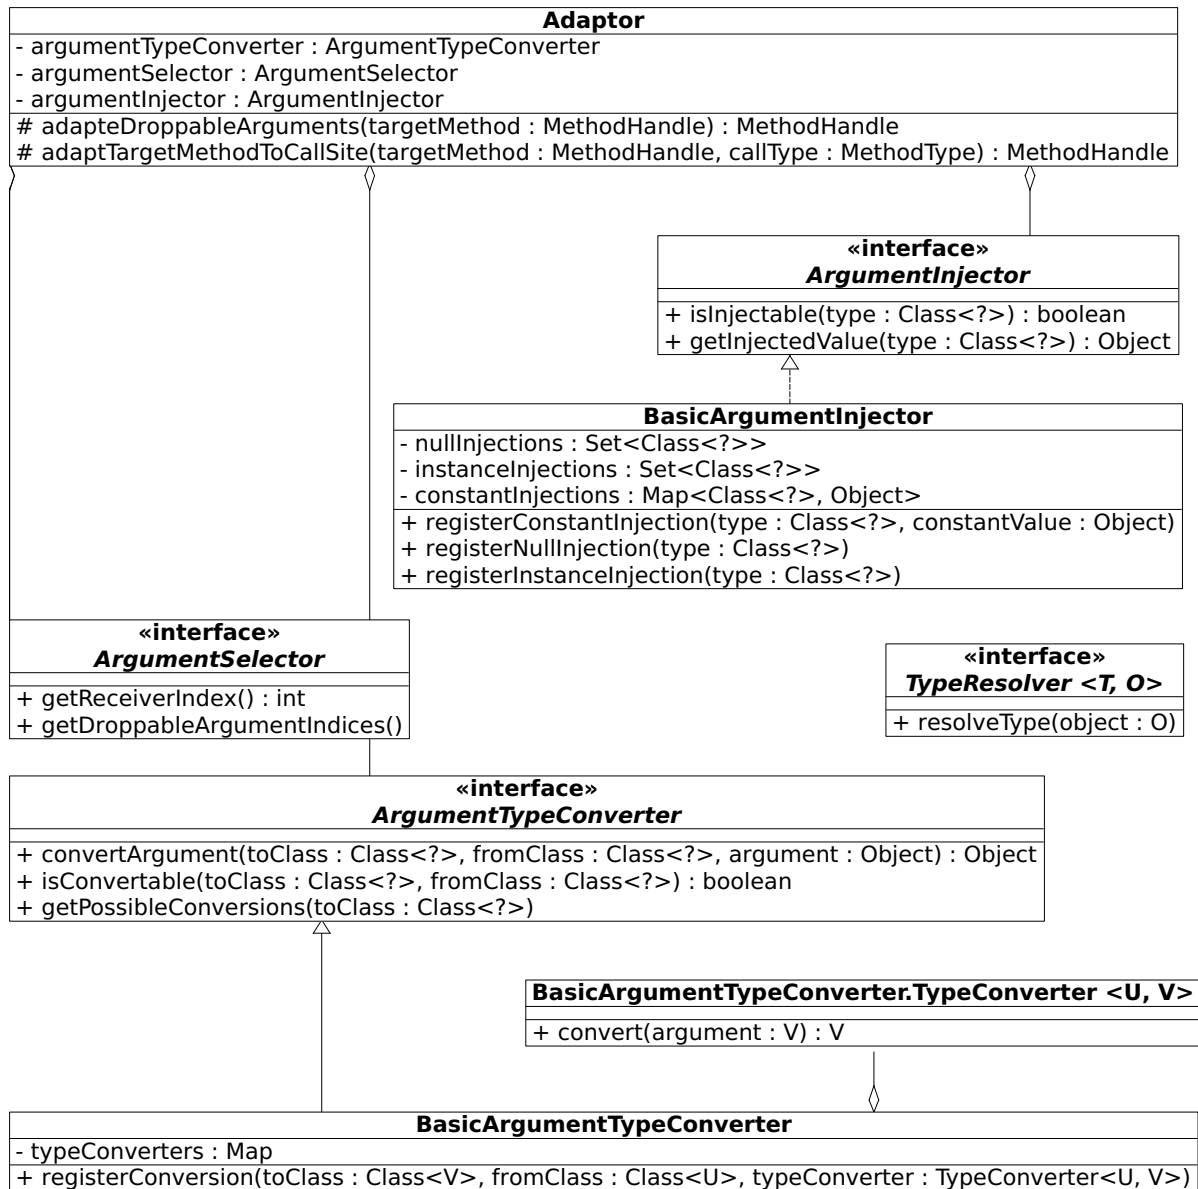 Adaptor
- argumentTypeConverter : ArgumentTypeConverter
- argumentSelector : ArgumentSelector
- argumentInjector : ArgumentInjector
# adapteDroppableArguments(targetMethod : MethodHandle) : MethodHandle
# adaptTargetMethodToCallSite(targetMethod : MethodHandle, callType : MethodType) : MethodHandle
«interface»
ArgumentInjector
+ isInjectable(type : Class<?>) : boolean
+ getInjectedValue(type : Class<?>) : Object
BasicArgumentInjector
- nullInjections : Set<Class<?>>
- instanceInjections : Set<Class<?>>
- constantInjections : Map<Class<?>, Object>
+ registerConstantInjection(type : Class<?>, constantValue : Object)
+ registerNullInjection(type : Class<?>)
+ registerInstanceInjection(type : Class<?>)
«interface»
ArgumentSelector
+ getReceiverIndex() : int
+ getDroppableArgumentIndices()
«interface»
TypeResolver <T, O>
+ resolveType(object : O)
«interface»
ArgumentTypeConverter
+ convertArgument(toClass : Class<?>, fromClass : Class<?>, argument : Object) : Object
+ isConvertable(toClass : Class<?>, fromClass : Class<?>) : boolean
+ getPossibleConversions(toClass : Class<?>)
BasicArgumentTypeConverter.TypeConverter <U, V>
+ convert(argument : V) : V
BasicArgumentTypeConverter
- typeConverters : Map
+ registerConversion(toClass : Class<V>, fromClass : Class<U>, typeConverter : TypeConverter<U, V>)